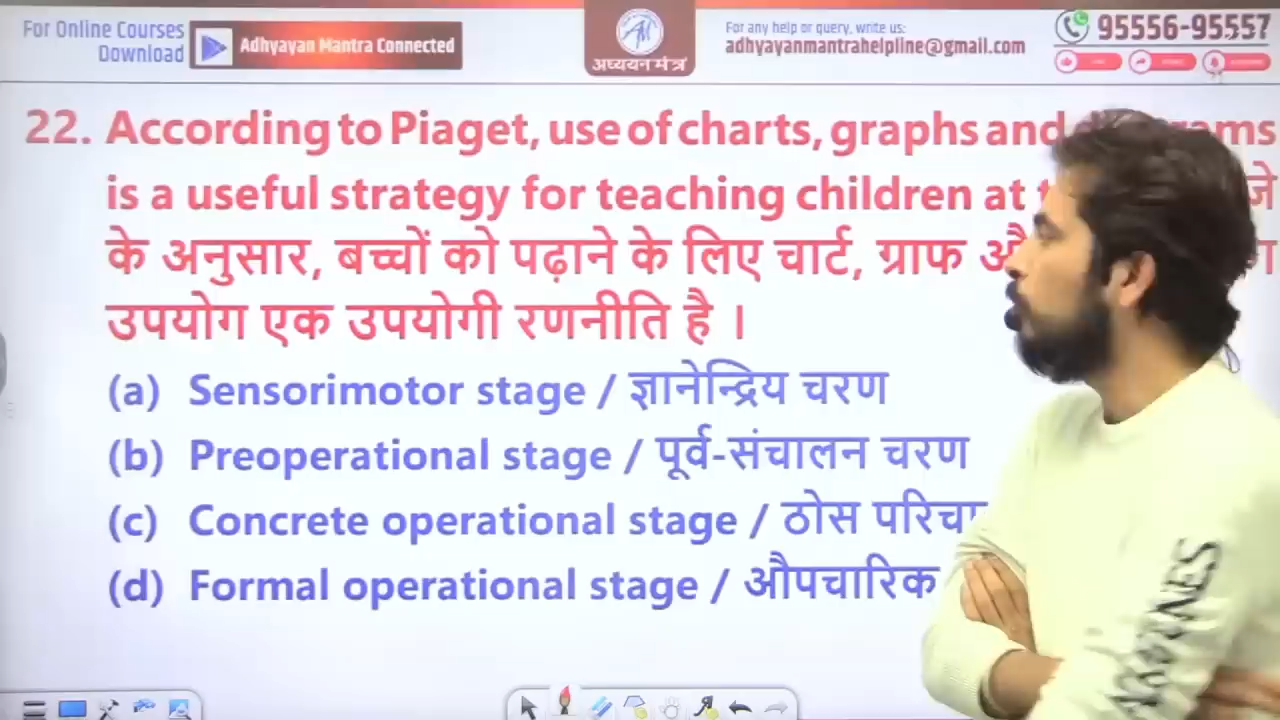 For Online Courses
Download
Adhyayan Mantra Connected
अध्ययन मंत्र
For any help or query, write us:
adhyayanmantrahelpline@gmail.com
95556-95557
22. According to Piaget, use of charts, graphs and
is a useful strategy for teaching children at
के अनुसार, बच्चों को पढ़ाने के लिए चार्ट, ग्राफ
उपयोग एक उपयोगी रणनीति है ।
(a) Sensorimotor stage / ज्ञानेन्द्रिय चरण
(b) Preoperational stage / पूर्व-संचालन चरण
(c) Concrete operational stage / ठोस
(d) Formal operational stage / औपचारिक